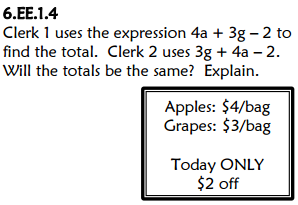 6.EE.1.4
Clerk 1 uses the expression 4a + 3g – 2 to
find the total.  Clerk 2 uses 3g + 4a – 2.
Will the totals be the same?  Explain.
Apples: $4/bag
Grapes: $3/bag
Today ONLY
$2 off